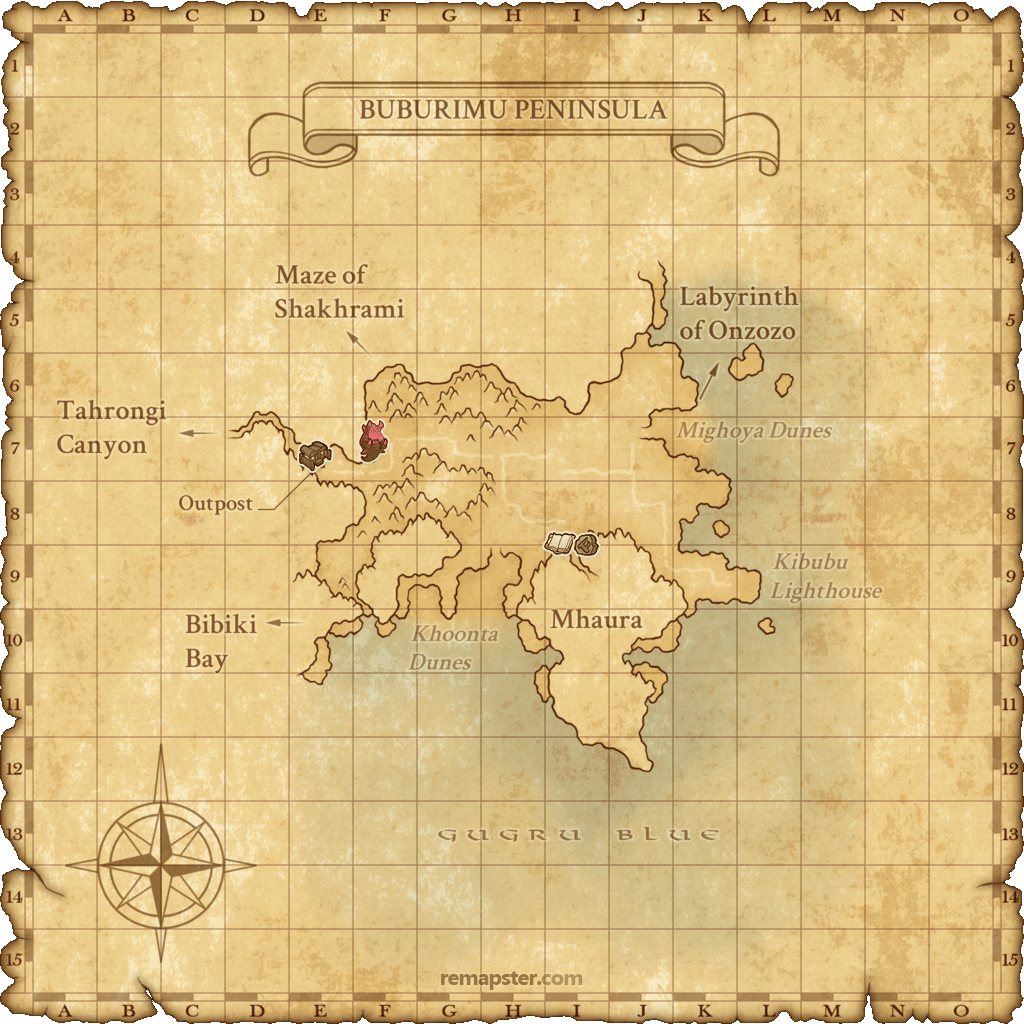 A B C D E F G H I J K L M N O
1 1
BUBURIMU PENINSULA
2 2
3 3
4 4
Maze of
Shakhrami
Labyrinth
of Onzozo
5 5
6 6
Tahrongi
Canyon
Mighoya Dunes
7 7
Outpost
8 8
Kibubu
Lighthouse
9 9
Mhaura
Bibiki
Bay
Khoonta
Dunes
10 10
11 11
12 12
GUGRU BLUE
13 13
14 14
15 15
remapster.com
A B C D E F G H I J K L M N O